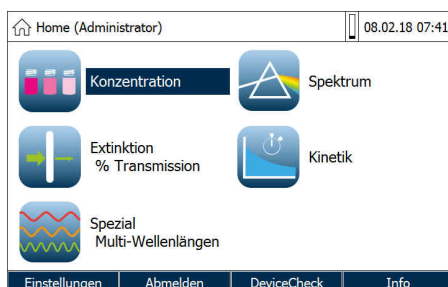 Home (Administrator) 08.02.18 07:41
Konzentration
Spektrum
Extinktion
% Transmission
Kinetik
Spezial
Multi-Wellenlängen
Einstellungen Abmelden DeviceCheck Info